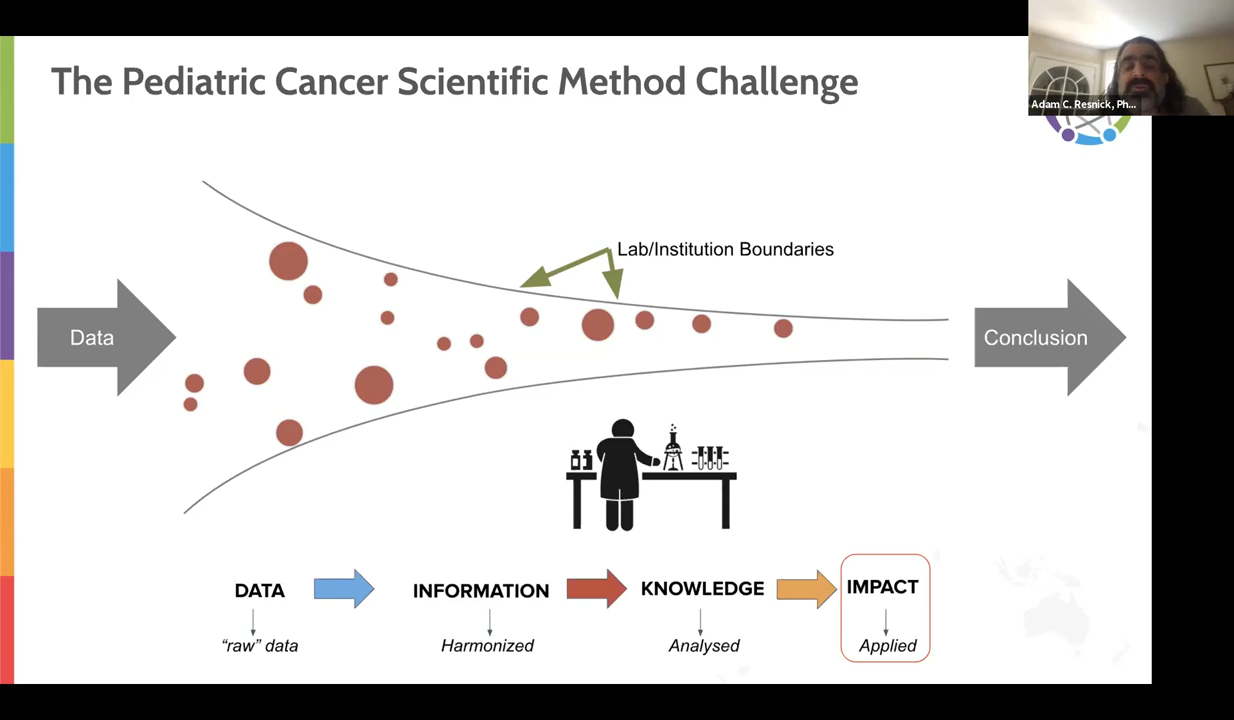 The Pediatric Cancer Scientific Method Challenge
Adam C. Resnick, Ph...
Lab/Institution Boundaries
Data
Conclusion
DATA INFORMATION KNOWLEDGE IMPACT
“raw” data Harmonized Analysed Applied